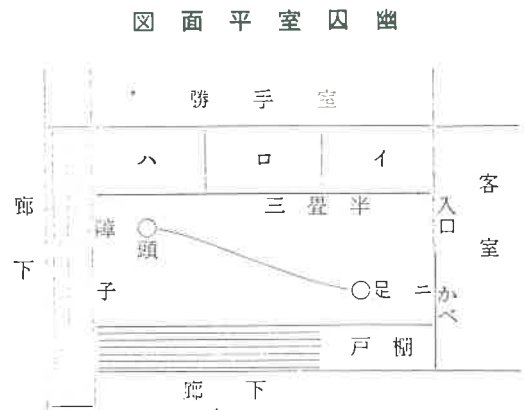 幽囚室平面図
勝手室
イ
ロ
ハ
三畳半
客室
入口
かべ
ニ
足
頭
障子
戸棚
廊下
廊下